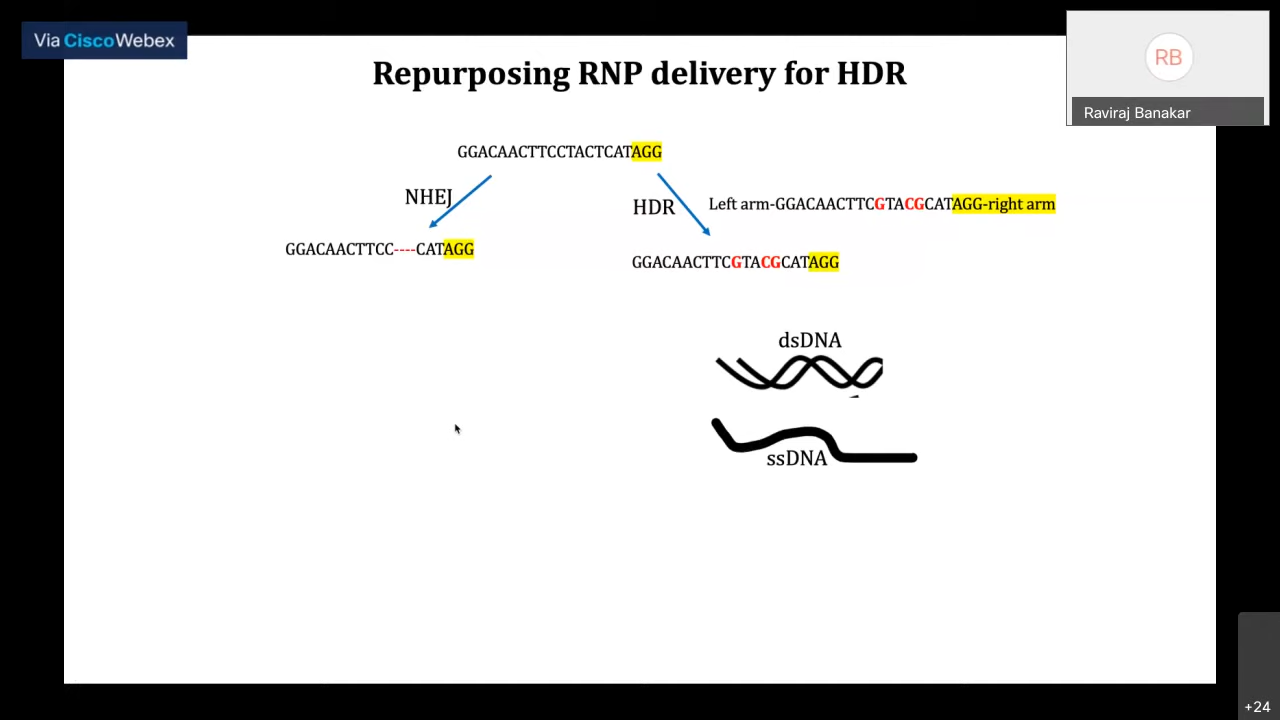 Via CiscoWebex
RB
Raviraj Banakar
Repurposing RNP delivery for HDR
GGACAACTTCCTACTCATAGG
NHEJ
HDR
Left arm-GGACAACTTCGTACGCATAGG-right arm
GGACAACTTCC----CATAGG
GGACAACTTCGTACGCATAGG
dsDNA
ssDNA
+24